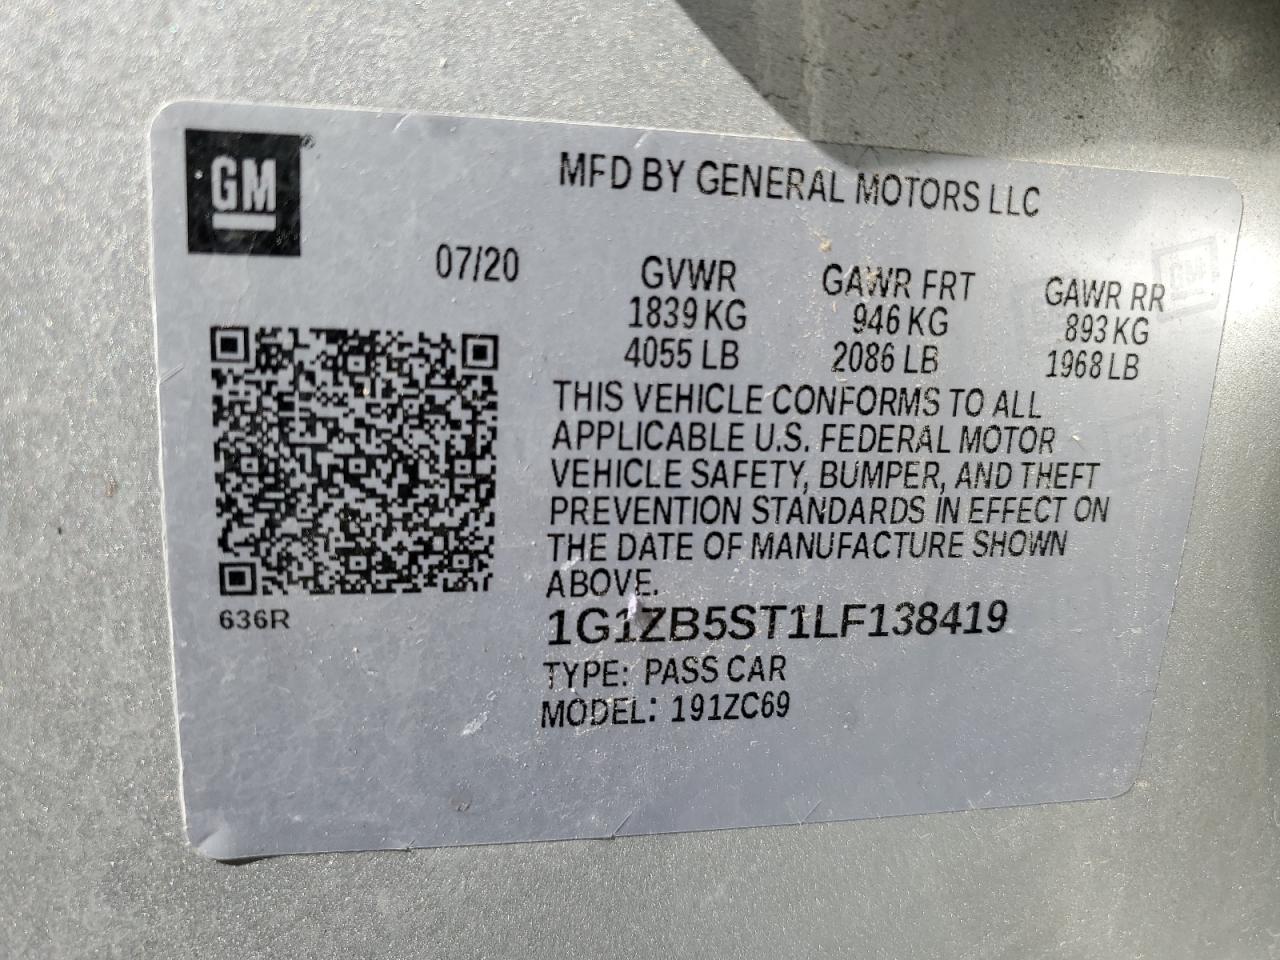 GM
MFD BY GENERAL MOTORS LLC
07/20
GVWR GAWR FRT GAWR RR
1839 KG 946 KG 893 KG
4055 LB 2086 LB 1968 LB
THIS VEHICLE CONFORMS TO ALL
APPLICABLE U.S. FEDERAL MOTOR
VEHICLE SAFETY, BUMPER, AND THEFT
PREVENTION STANDARDS IN EFFECT ON
THE DATE OF MANUFACTURE SHOWN
ABOVE.
636R
1G1ZB5ST1LF138419
TYPE: PASS CAR
MODEL: 191ZC69
GM